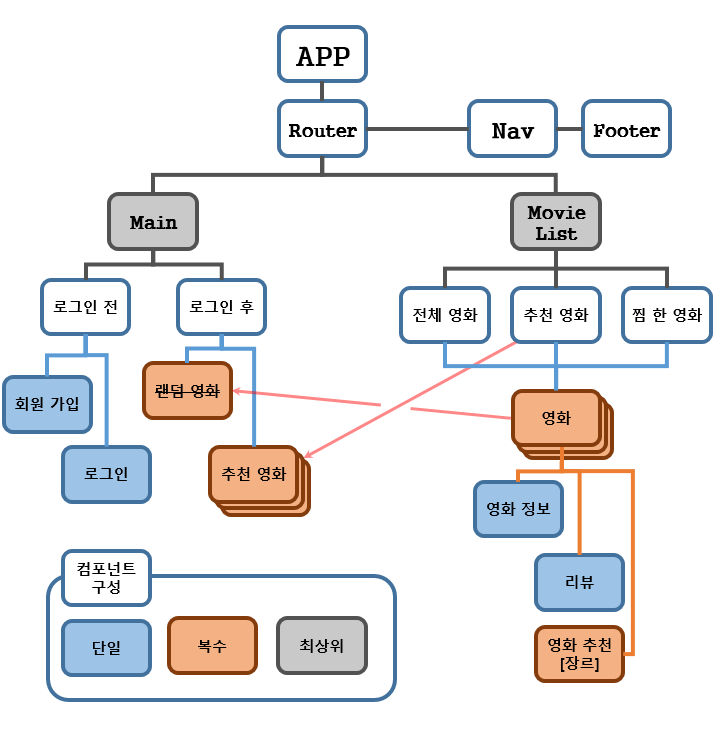 APP
Router
Nav
Footer
Main
Movie
List
로그인 전
로그인 후
전체 영화
추천 영화
찜 한 영화
회원 가입
랜덤 영화
영화
로그인
추천 영화
영화 정보
리뷰
영화 추천
[장르]
컴포넌트
구성
단일
복수
최상위